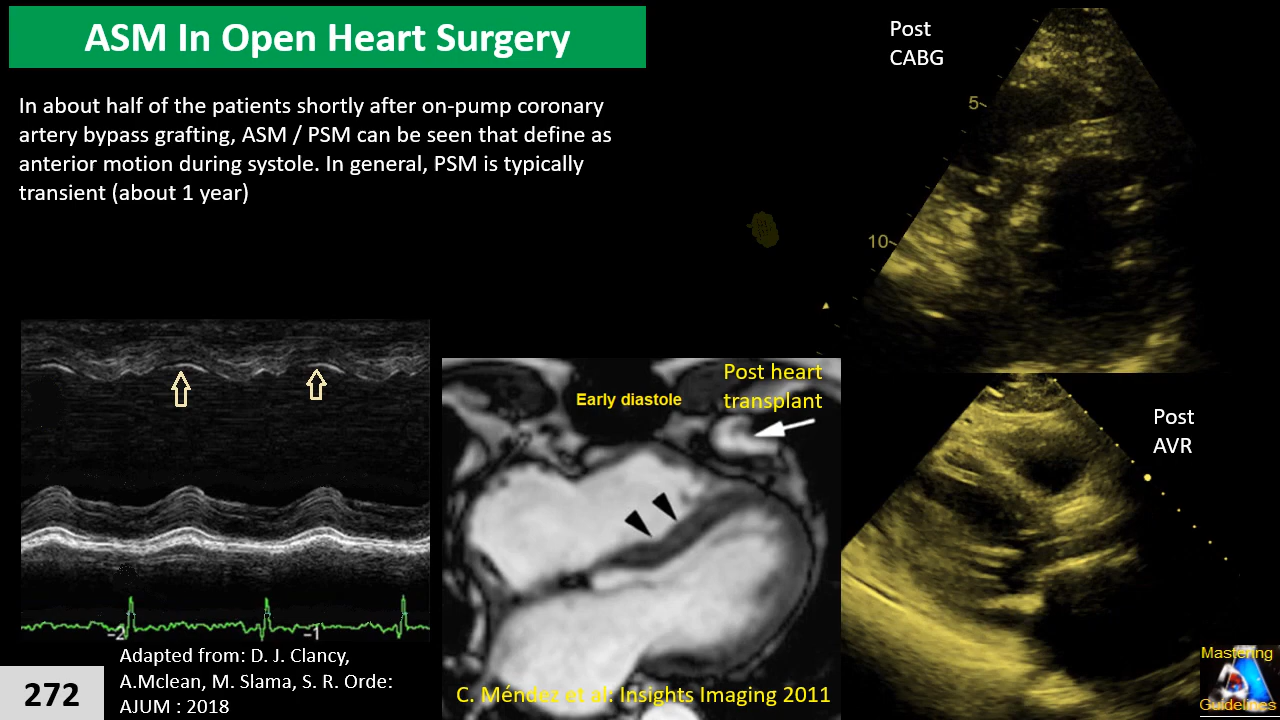 ASM In Open Heart Surgery
In about half of the patients shortly after on-pump coronary
artery bypass grafting, ASM / PSM can be seen that define as
anterior motion during systole. In general, PSM is typically
transient (about 1 year)
Post
CABG
5
10
Early diastole
Post heart
transplant
Post
AVR
-2
-1
Adapted from: D. J. Clancy,
A.Mclean, M. Slama, S. R. Orde:
AJUM : 2018
C. Méndez et al: Insights Imaging 2011
272
Mastering
Guidelines